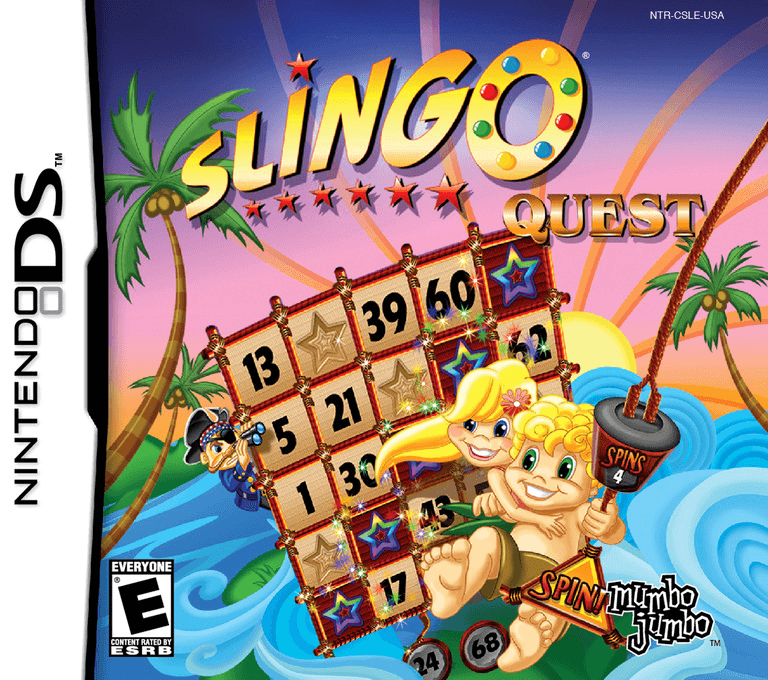 NTR-CSLE-USA
NINTENDO DS™
SLINGO®
QUEST
39 60
13 62
5 21
1 30
43
17
SPINS
4
SPIN!
mumbo
jumbo™
24 68
EVERYONE
®
E
CONTENT RATED BY
ESRB